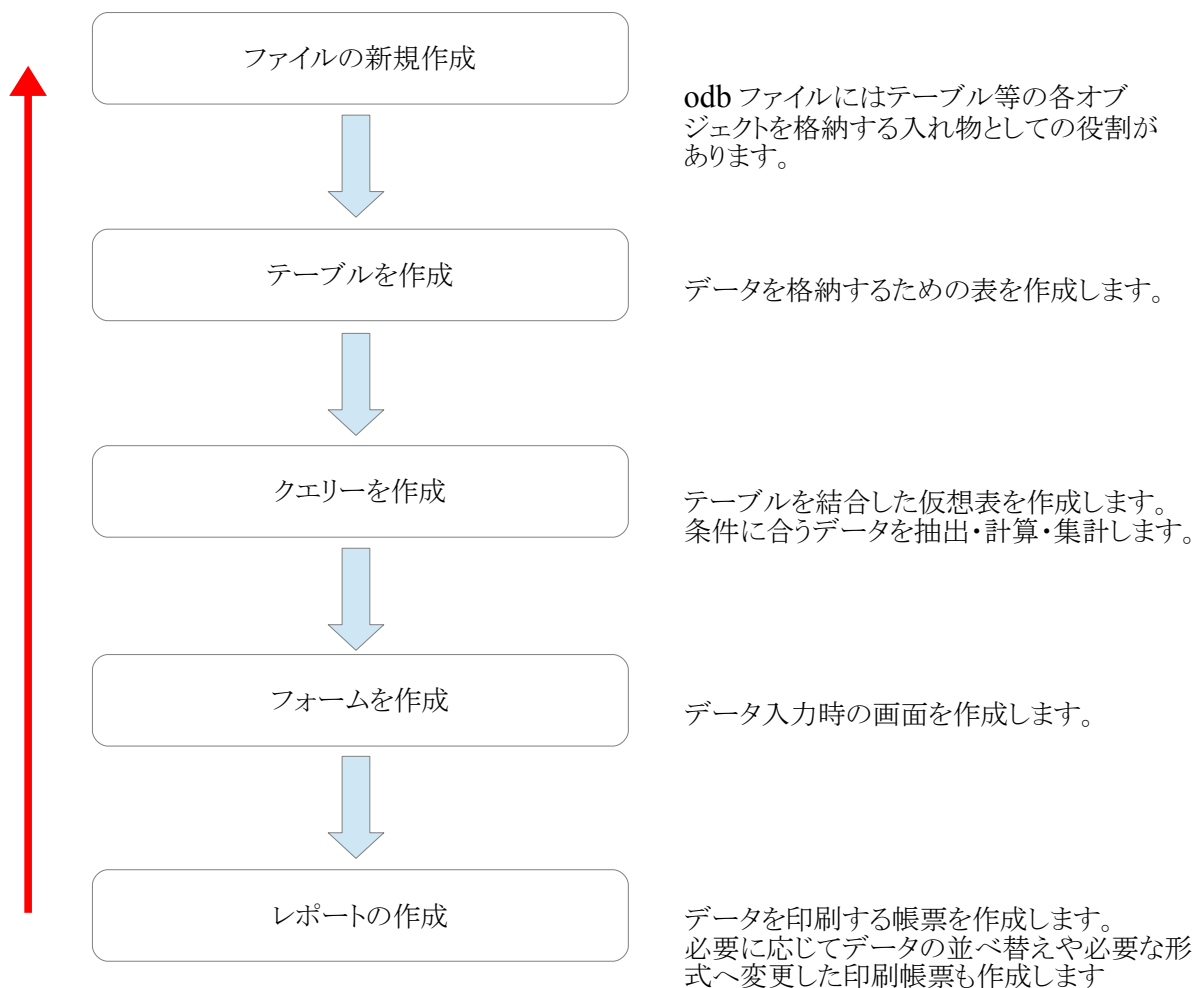 ファイルの新規作成
odb ファイルにはテーブル等の各オブ
ジェクトを格納する入れ物としての役割が
あります。
テーブルを作成
データを格納するための表を作成します。
クエリーを作成
テーブルを結合した仮想表を作成します。
条件に合うデータを抽出・計算・集計します。
フォームを作成
データ入力時の画面を作成します。
レポートの作成
データを印刷する帳票を作成します。
必要に応じてデータの並べ替えや必要な形
式へ変更した印刷帳票も作成します